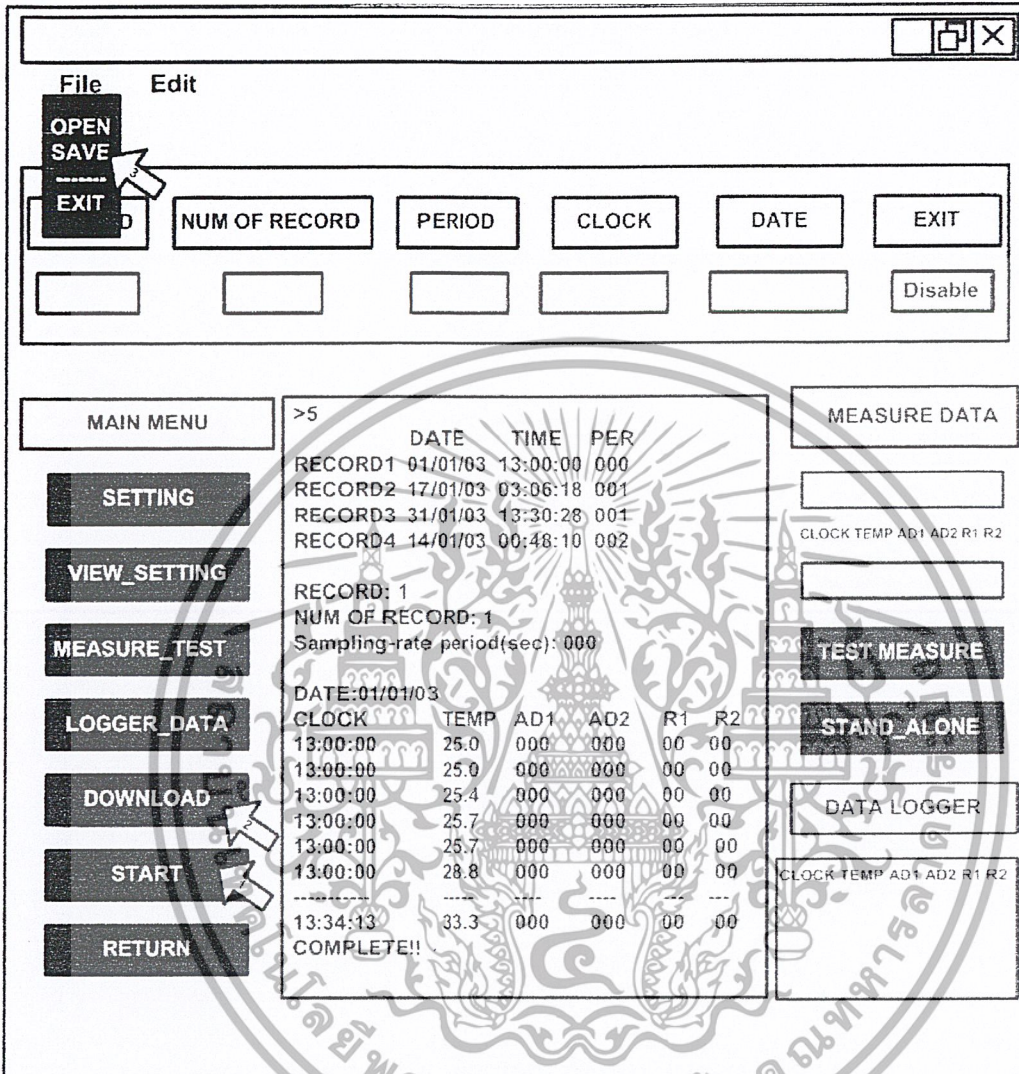 File Edit
OPEN
SAVE
-------
EXIT
D NUM OF RECORD PERIOD CLOCK DATE EXIT
Disable
MAIN MENU
SETTING
VIEW_SETTING
MEASURE_TEST
LOGGER_DATA
DOWNLOAD
START
RETURN
>5
DATE TIME PER
RECORD1 01/01/03 13:00:00 000
RECORD2 17/01/03 03:06:18 001
RECORD3 31/01/03 13:30:28 001
RECORD4 14/01/03 00:48:10 002
RECORD: 1
NUM OF RECORD: 1
Sampling-rate period(sec): 000
DATE:01/01/03
CLOCK TEMP AD1 AD2 R1 R2
13:00:00 25.0 000 000 00 00
13:00:00 25.0 000 000 00 00
13:00:00 25.4 000 000 00 00
13:00:00 25.7 000 000 00 00
13:00:00 25.7 000 000 00 00
13:00:00 28.8 000 000 00 00
----------- ----- ---- ---- --- ---
13:34:13 33.3 000 000 00 00
COMPLETE!!
MEASURE DATA
CLOCK TEMP AD1 AD2 R1 R2
TEST MEASURE
STAND_ALONE
DATA LOGGER
CLOCK TEMP AD1 AD2 R1 R2